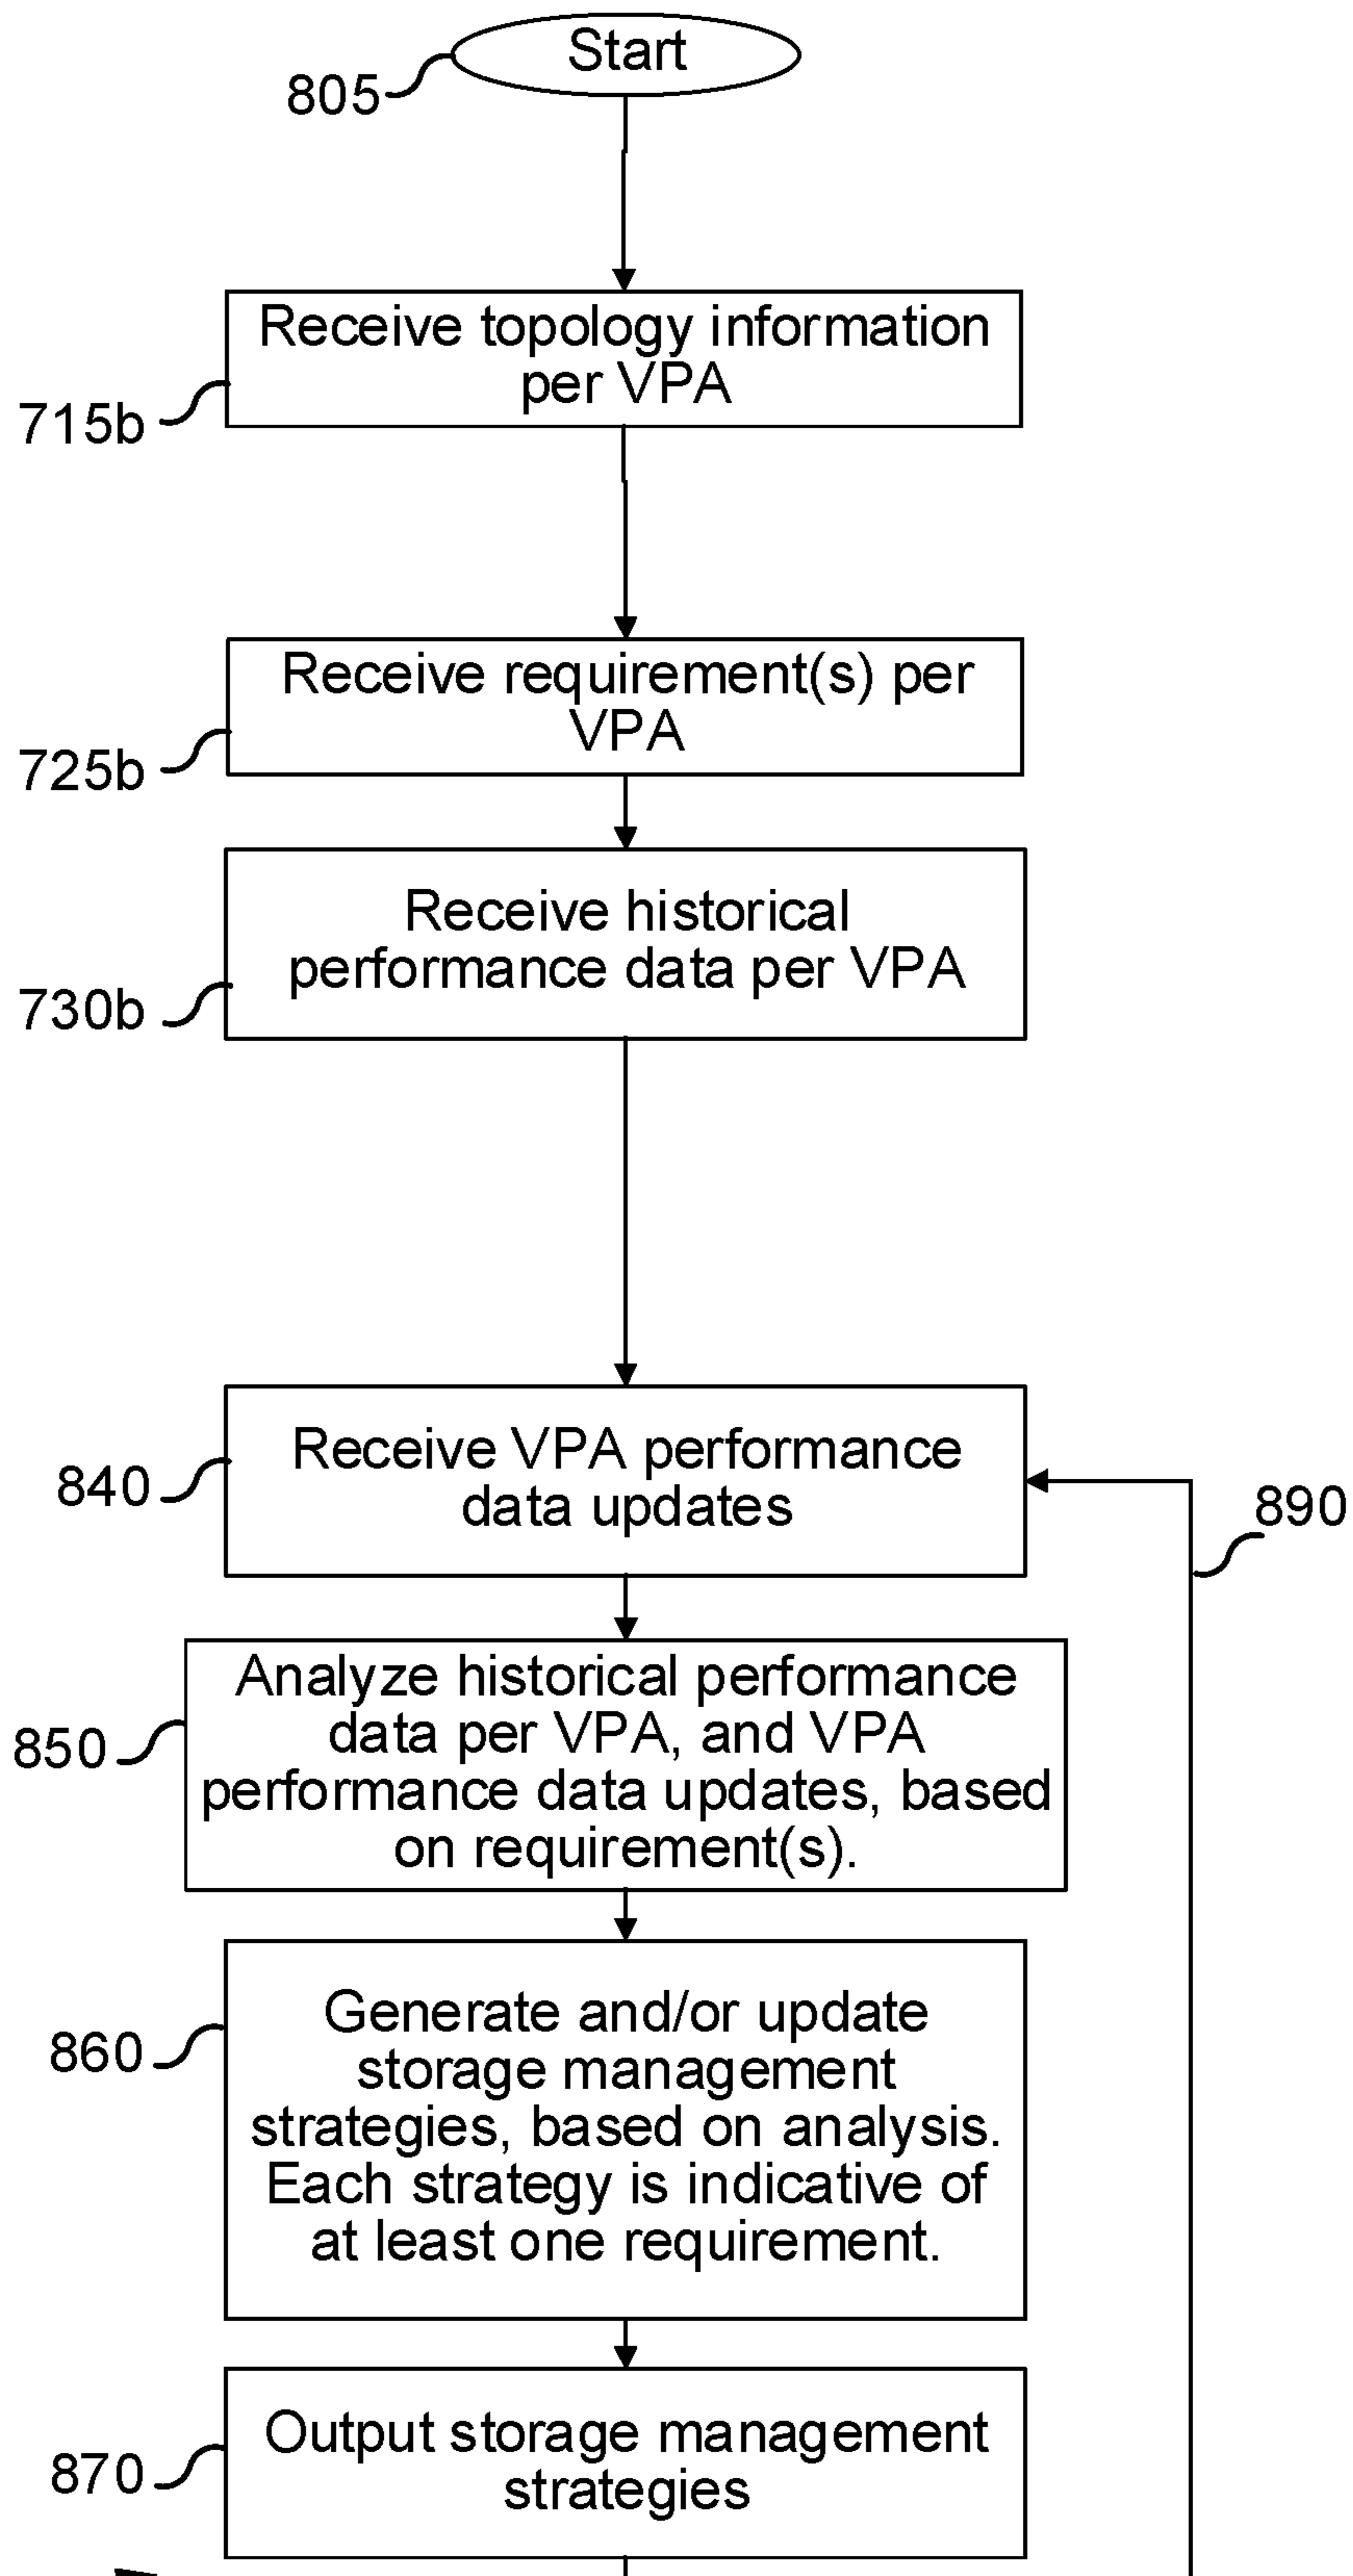 Start
805
Receive topology information
per VPA
715b
Receive requirement(s) per
VPA
725b
Receive historical
performance data per VPA
730b
Receive VPA performance
data updates
840
890
Analyze historical performance
data per VPA, and VPA
performance data updates, based
on requirement(s).
850
Generate and/or update
storage management
strategies, based on analysis.
Each strategy is indicative of
at least one requirement.
860
Output storage management
strategies
870